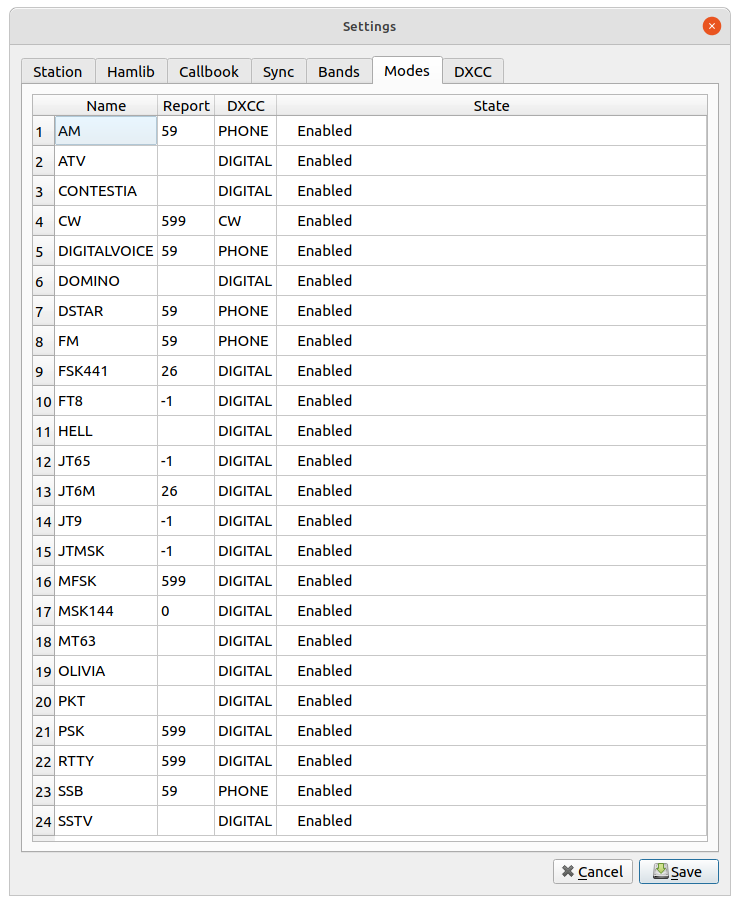 Settings
Station Hamlib Callbook Sync Bands Modes DXCC
Name Report DXCC State
1 AM 59 PHONE Enabled
2 ATV DIGITAL Enabled
3 CONTESTIA DIGITAL Enabled
4 CW 599 CW Enabled
5 DIGITALVOICE 59 PHONE Enabled
6 DOMINO DIGITAL Enabled
7 DSTAR 59 PHONE Enabled
8 FM 59 PHONE Enabled
9 FSK441 26 DIGITAL Enabled
10 FT8 -1 DIGITAL Enabled
11 HELL DIGITAL Enabled
12 JT65 -1 DIGITAL Enabled
13 JT6M 26 DIGITAL Enabled
14 JT9 -1 DIGITAL Enabled
15 JTMSK -1 DIGITAL Enabled
16 MFSK 599 DIGITAL Enabled
17 MSK144 0 DIGITAL Enabled
18 MT63 DIGITAL Enabled
19 OLIVIA DIGITAL Enabled
20 PKT DIGITAL Enabled
21 PSK 599 DIGITAL Enabled
22 RTTY 599 DIGITAL Enabled
23 SSB 59 PHONE Enabled
24 SSTV DIGITAL Enabled
Cancel Save